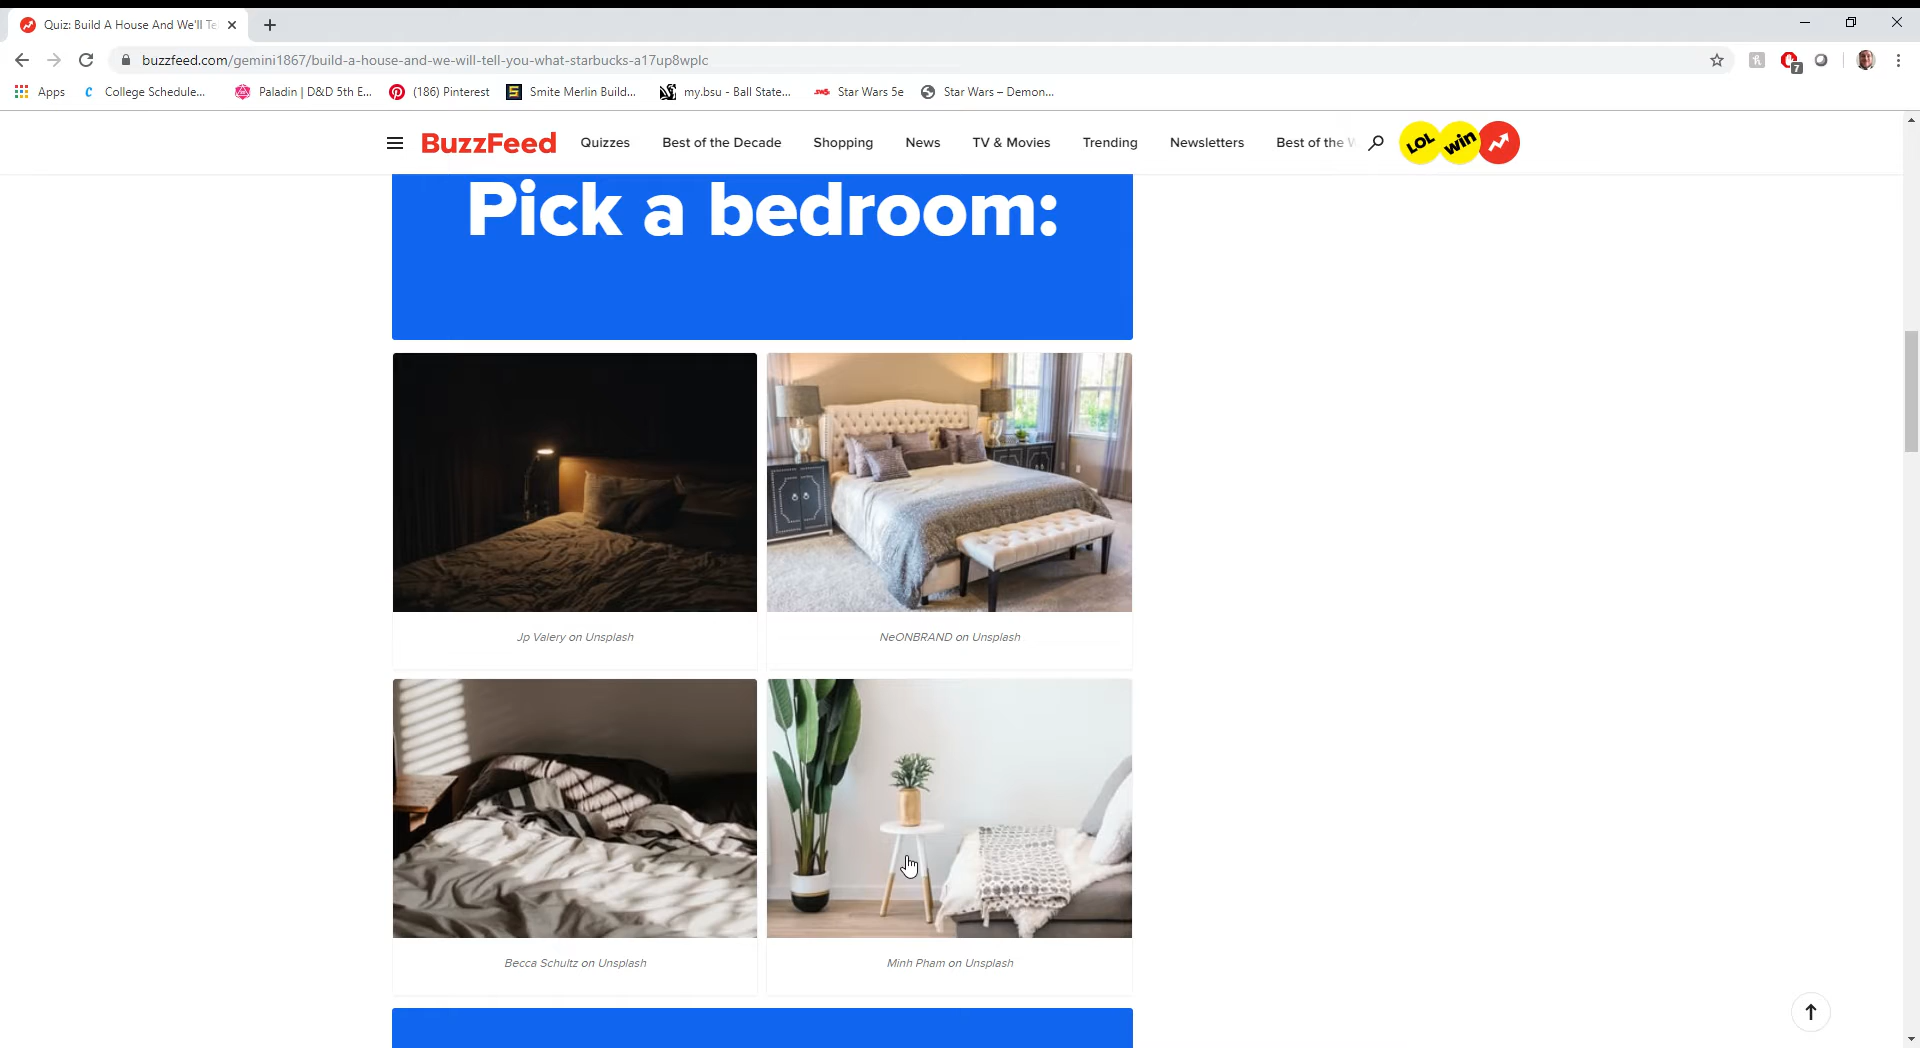 Quiz: Build A House And We'll Te
buzzfeed.com/gemini1867/build-a-house-and-we-will-tell-you-what-starbucks-a17up8wplc
7
Apps College Schedule... Paladin | D&D 5th E... (186) Pinterest Smite Merlin Build... my.bsu - Ball State... Star Wars 5e Star Wars – Demon...
BuzzFeed Quizzes Best of the Decade Shopping News TV & Movies Trending Newsletters Best of the W LOL win
Pick a bedroom:
Jp Valery on Unsplash
NeONBRAND on Unsplash
Becca Schultz on Unsplash
Minh Pham on Unsplash